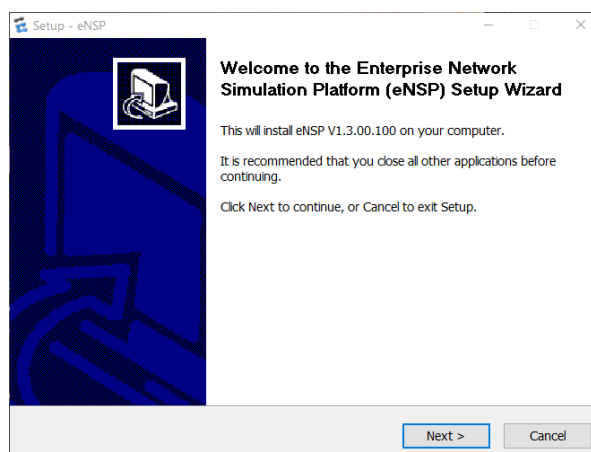 Setup - eNSP
Welcome to the Enterprise Network
Simulation Platform (eNSP) Setup Wizard
This will install eNSP V1.3.00.100 on your computer.
It is recommended that you close all other applications before
continuing.
Click Next to continue, or Cancel to exit Setup.
Next >
Cancel